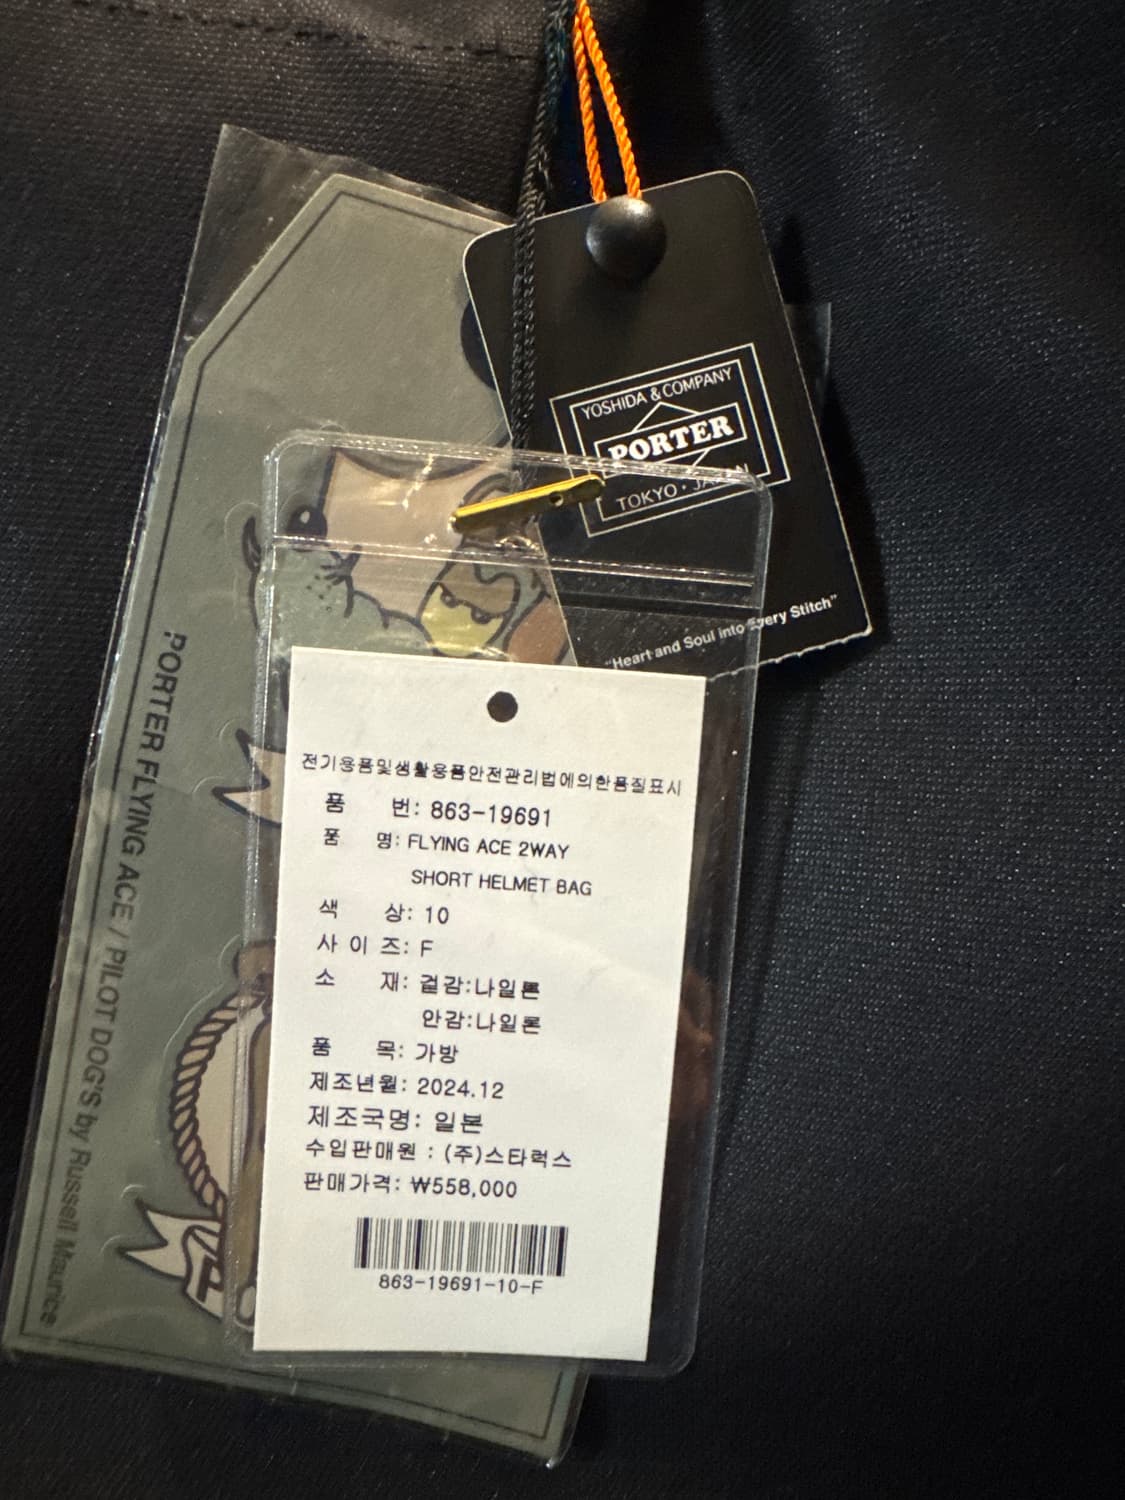 YOSHIDA & COMPANY
PORTER
TOKYO · JAPAN
"Heart and Soul into Every Stitch"
PORTER FLYING ACE / PILOT DOG'S by Russell Maurice
전기용품및생활용품안전관리법에의한품질표시
품 번: 863-19691
품 명: FLYING ACE 2WAY
SHORT HELMET BAG
색 상: 10
사 이 즈: F
소 재: 겉감:나일론
안감:나일론
품 목: 가방
제조년월: 2024.12
제조국명: 일본
수입판매원 : (주)스타럭스
판매가격: ₩558,000
863-19691-10-F